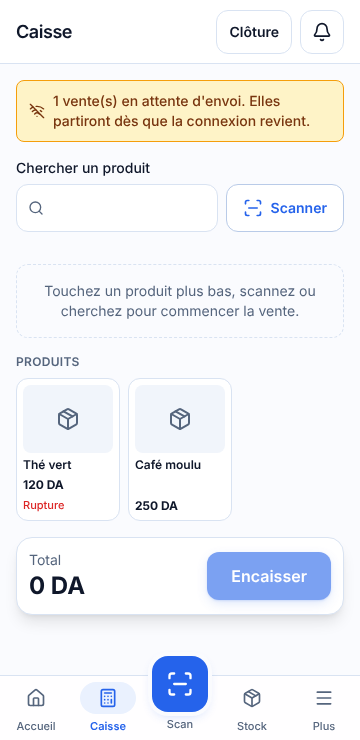 Caisse
Clôture
1 vente(s) en attente d'envoi. Elles
partiront dès que la connexion revient.
Chercher un produit
Scanner
Touchez un produit plus bas, scannez ou
cherchez pour commencer la vente.
PRODUITS
Thé vert
120 DA
Rupture
Café moulu
250 DA
Total
0 DA
Encaisser
Accueil
Caisse
Scan
Stock
Plus